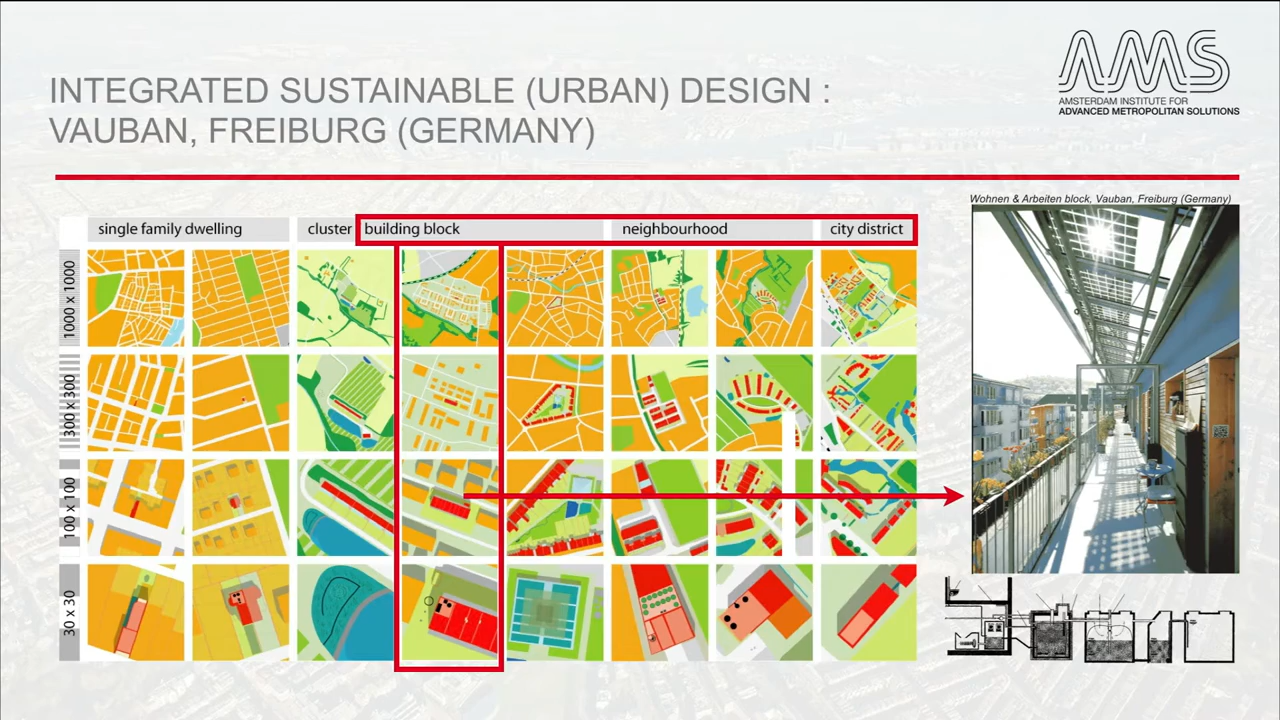 INTEGRATED SUSTAINABLE (URBAN) DESIGN :
VAUBAN, FREIBURG (GERMANY)
AMS
AMSTERDAM INSTITUTE FOR
ADVANCED METROPOLITAN SOLUTIONS
Wohnen & Arbeiten block, Vauban, Freiburg (Germany)
single family dwelling
cluster
building block
neighbourhood
city district
1000 x 1000
300 x 300
100 x 100
30 x 30